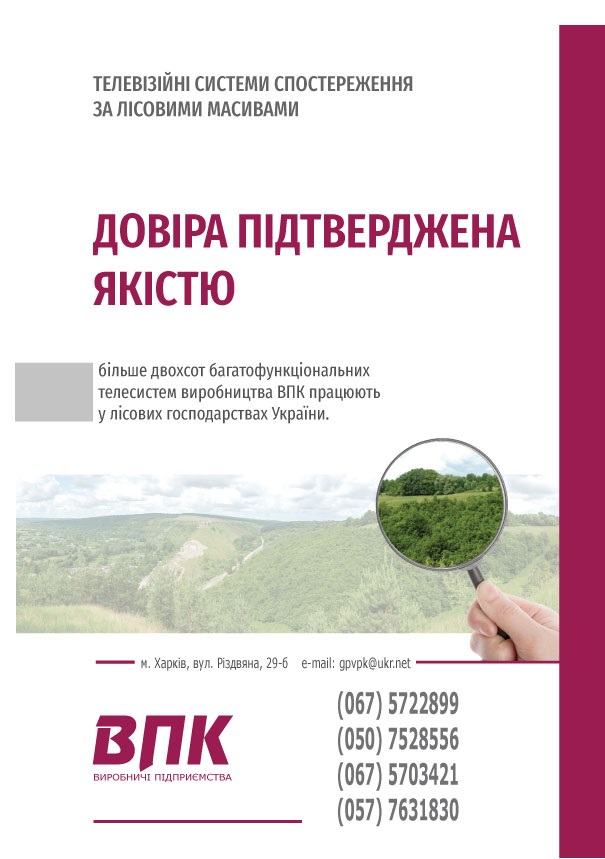 ТЕЛЕВІЗІЙНІ СИСТЕМИ СПОСТЕРЕЖЕННЯ
ЗА ЛІСОВИМИ МАСИВАМИ
ДОВІРА ПІДТВЕРДЖЕНА
ЯКІСТЮ
більше двохсот багатофункціональних
телесистем виробництва ВПК працюють
у лісових господарствах України.
м. Харків, вул. Різдвяна, 29-б e-mail: gpvpk@ukr.net
(067) 5722899
(050) 7528556
(067) 5703421
(057) 7631830
ВПК
ВИРОБНИЧІ ПІДПРИЄМСТВА